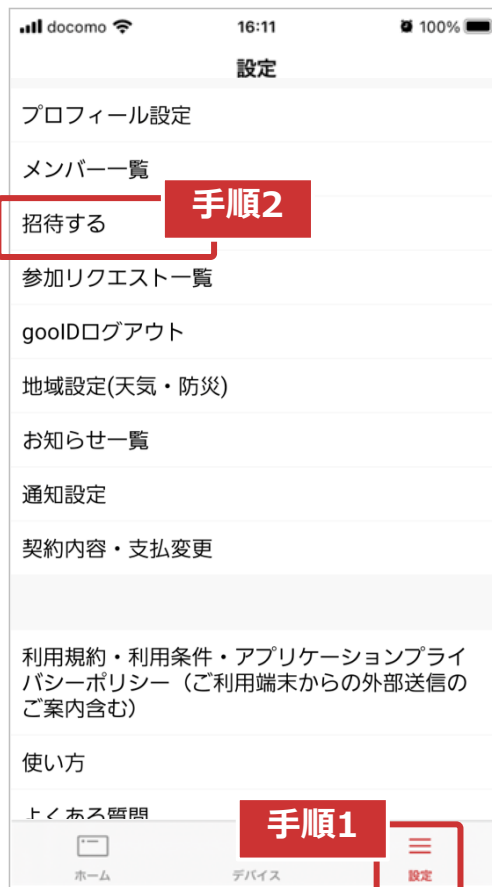 docomo 16:11 100%
設定
プロフィール設定
メンバー一覧
手順2
招待する
参加リクエスト一覧
gooIDログアウト
地域設定(天気・防災)
お知らせ一覧
通知設定
契約内容・支払変更
利用規約・利用条件・アプリケーションプライ
バシーポリシー（ご利用端末からの外部送信の
ご案内含む）
使い方
よくある質問
手順1
ホーム デバイス 設定